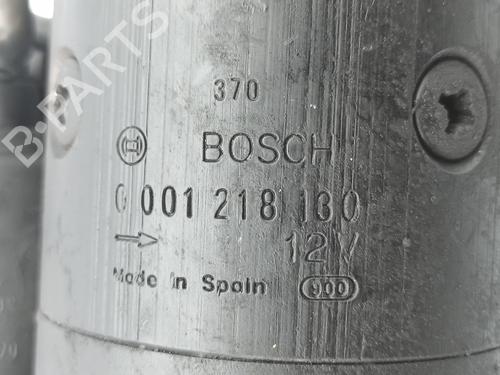 B-PARTS
370
BOSCH
0 001 218 130
12V
Made in Spain 900